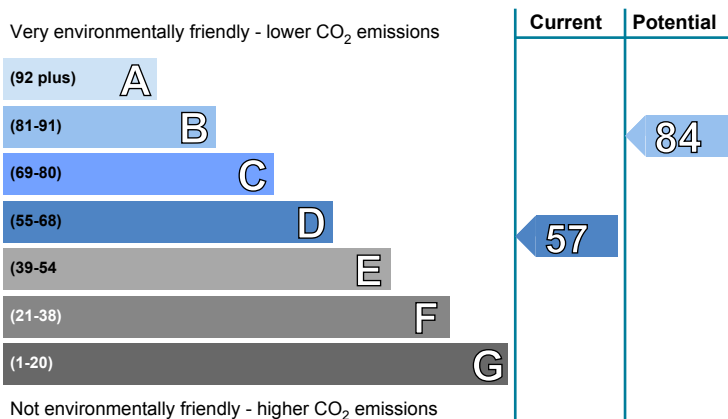 Very environmentally friendly - lower CO2 emissions
Current
Potential
(92 plus) A
(81-91) B
84
(69-80) C
(55-68) D
57
(39-54 E
(21-38) F
(1-20) G
Not environmentally friendly - higher CO2 emissions